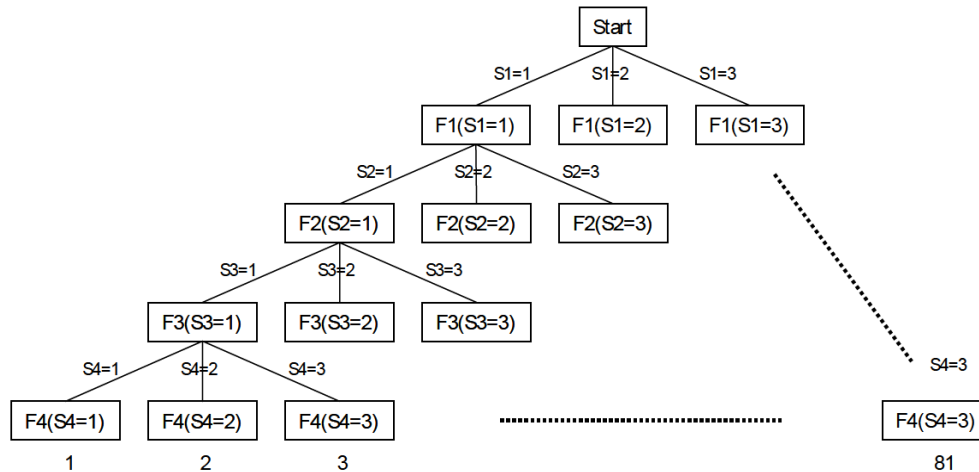 Start
S1=1 S1=2 S1=3
F1(S1=1) F1(S1=2) F1(S1=3)
S2=1 S2=2 S2=3
F2(S2=1) F2(S2=2) F2(S2=3)
S3=1 S3=2 S3=3
F3(S3=1) F3(S3=2) F3(S3=3)
S4=1 S4=2 S4=3 S4=3
F4(S4=1) F4(S4=2) F4(S4=3) F4(S4=3)
1 2 3 81